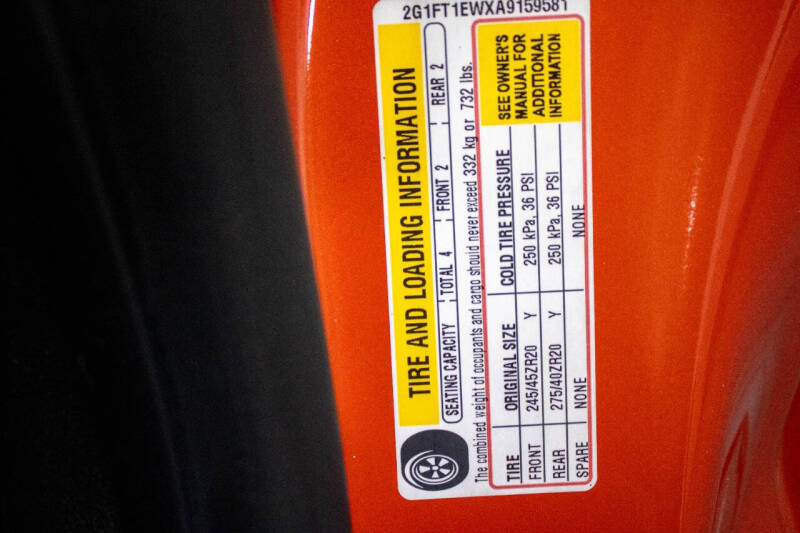 2G1FT1EWXA9159581
TIRE AND LOADING INFORMATION
SEATING CAPACITY TOTAL 4 FRONT 2 REAR 2
The combined weight of occupants and cargo should never exceed 332 kg or 732 lbs.
TIRE ORIGINAL SIZE COLD TIRE PRESSURE
FRONT 245/45ZR20 Y 250 kPa, 36 PSI
REAR 275/40ZR20 Y 250 kPa, 36 PSI
SPARE NONE NONE
SEE OWNER'S
MANUAL FOR
ADDITIONAL
INFORMATION